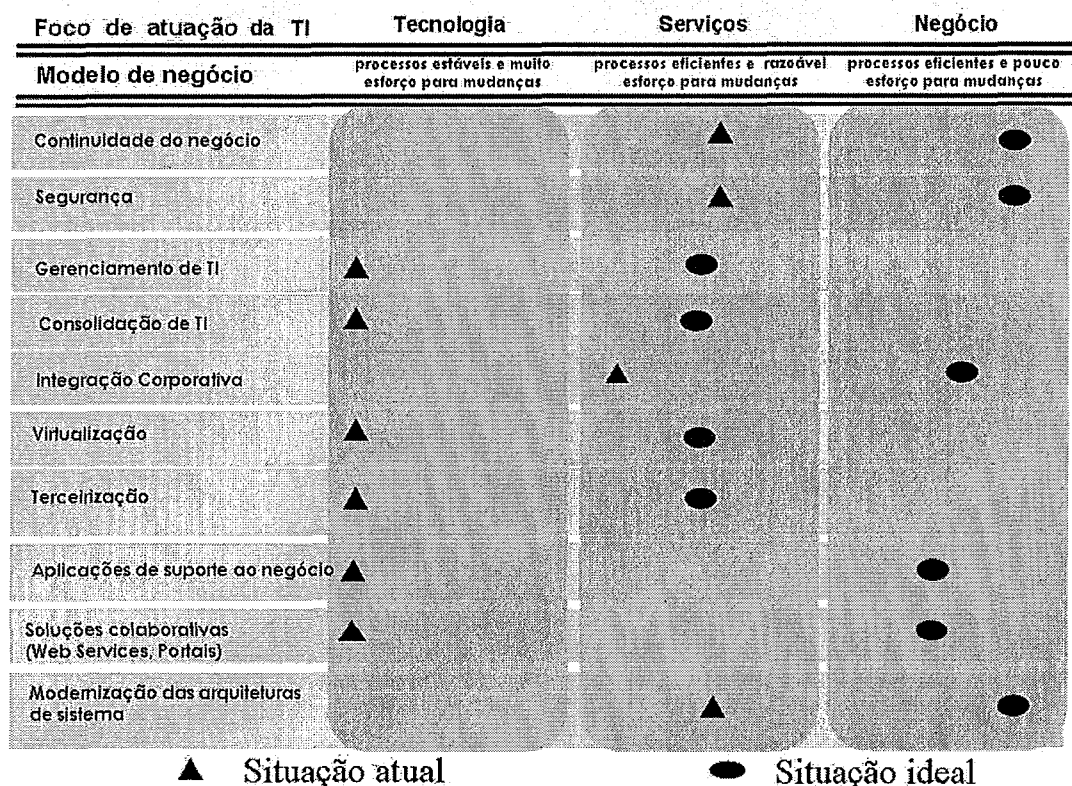 Foco de atuação da TI
Tecnologia
Serviços
Negócio
Modelo de negócio
processos estáveis e muito
esforço para mudanças
processos eficientes e razoável
esforço para mudanças
processos eficientes e pouco
esforço para mudanças
Continuidade do negócio
Segurança
Gerenciamento de TI
Consolidação de TI
Integração Corporativa
Virtualização
Terceirização
Aplicações de suporte ao negócio
Soluções colaborativas
(Web Services, Portais)
Modernização das arquiteturas
de sistema
Situação atual
Situação ideal